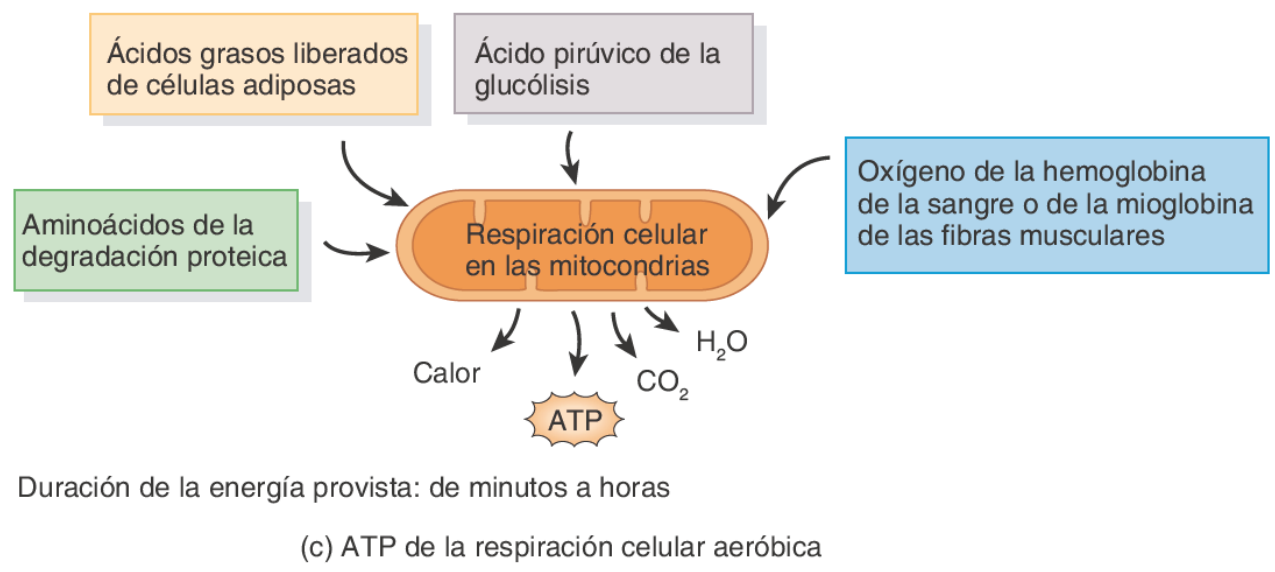 Ácidos grasos liberados
de células adiposas
Ácido pirúvico de la
glucólisis
Oxígeno de la hemoglobina
de la sangre o de la mioglobina
de las fibras musculares
Aminoácidos de la
degradación proteica
Respiración celular
en las mitocondrias
Calor
ATP
CO₂
H₂O
Duración de la energía provista: de minutos a horas
(c) ATP de la respiración celular aeróbica